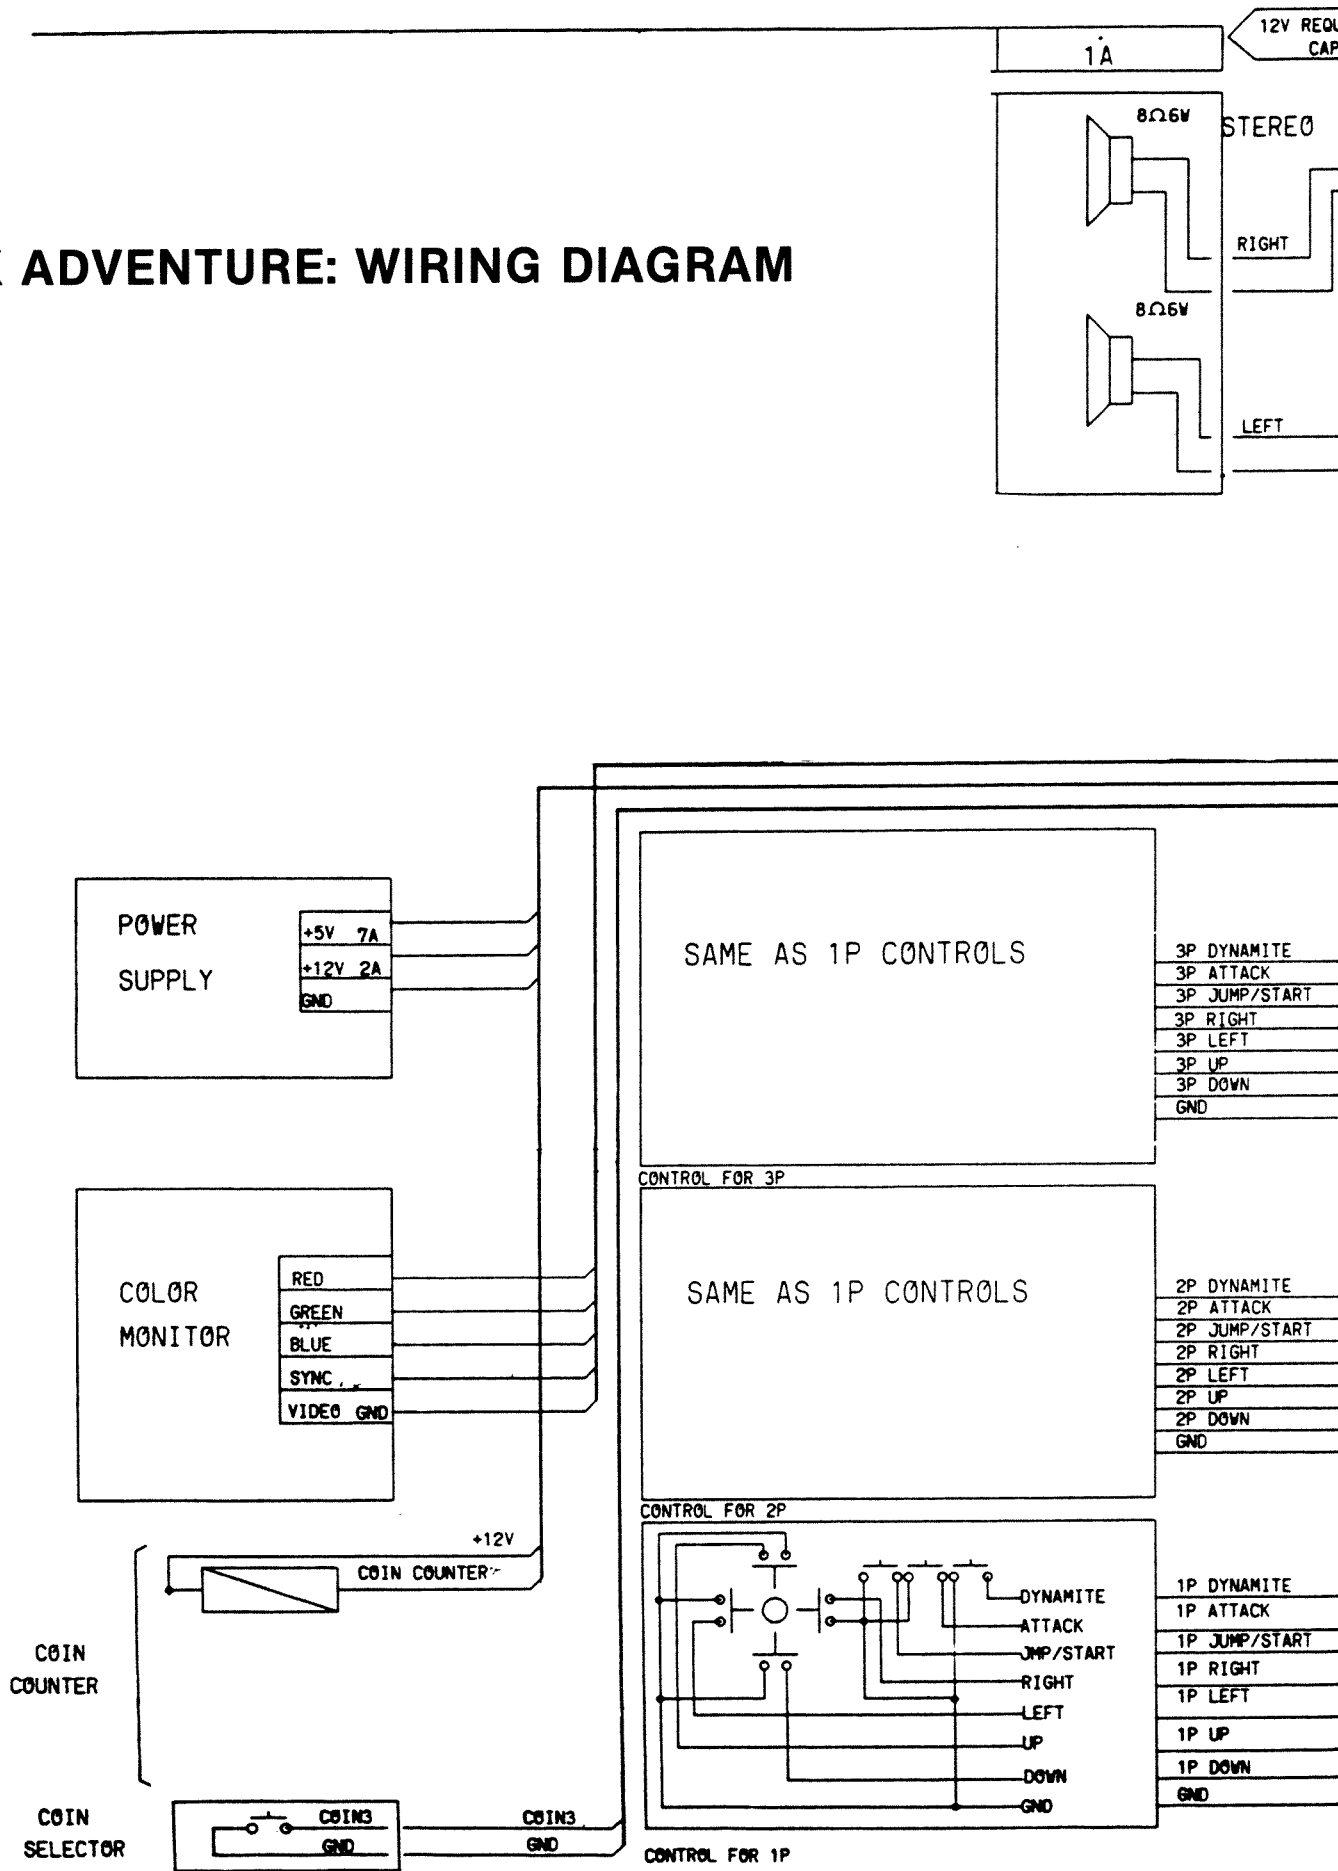 12V REQU
CAP
1A
8Ω6W
STEREO
RIGHT
ADVENTURE: WIRING DIAGRAM
8Ω6W
LEFT
POWER
SUPPLY
+5V 7A
+12V 2A
GND
SAME AS 1P CONTROLS
3P DYNAMITE
3P ATTACK
3P JUMP/START
3P RIGHT
3P LEFT
3P UP
3P DOWN
GND
CONTROL FOR 3P
COLOR
MONITOR
RED
GREEN
BLUE
SYNC
VIDEO GND
SAME AS 1P CONTROLS
2P DYNAMITE
2P ATTACK
2P JUMP/START
2P RIGHT
2P LEFT
2P UP
2P DOWN
GND
CONTROL FOR 2P
+12V
COIN COUNTER
COIN
COUNTER
DYNAMITE
ATTACK
JMP/START
RIGHT
LEFT
UP
DOWN
GND
1P DYNAMITE
1P ATTACK
1P JUMP/START
1P RIGHT
1P LEFT
1P UP
1P DOWN
GND
COIN
SELECTOR
COIN3
GND
COIN3
GND
CONTROL FOR 1P